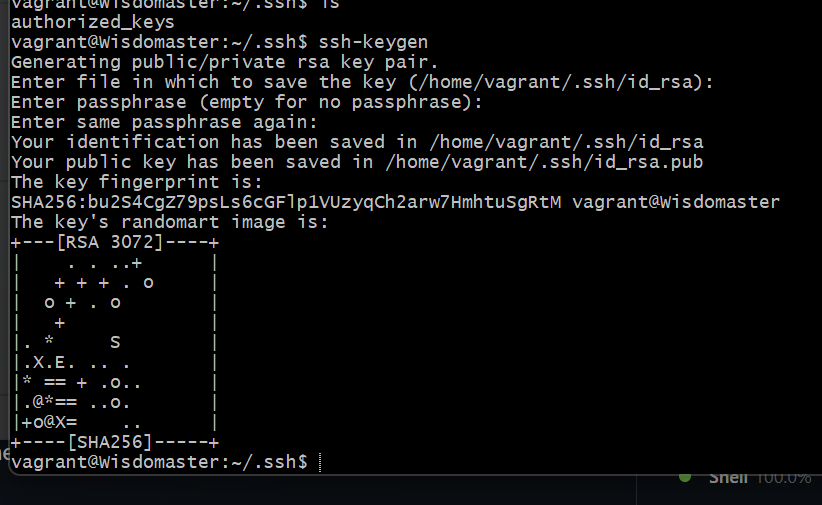 vagrant@Wisdomaster:~/.ssh$ ls
authorized_keys
vagrant@Wisdomaster:~/.ssh$ ssh-keygen
Generating public/private rsa key pair.
Enter file in which to save the key (/home/vagrant/.ssh/id_rsa):
Enter passphrase (empty for no passphrase):
Enter same passphrase again:
Your identification has been saved in /home/vagrant/.ssh/id_rsa
Your public key has been saved in /home/vagrant/.ssh/id_rsa.pub
The key fingerprint is:
SHA256:bu2S4CgZ79psLs6cGFlp1VUzyqCh2arw7HmhtuSgRtM vagrant@Wisdomaster
The key's randomart image is:
+---[RSA 3072]----+
|    . . ..+      |
|   + + + . o     |
|  o + . o        |
|   +             |
|. *     S        |
|.X.E. .. .       |
|* == + .o..      |
|.@*== ..o.       |
|+o@X=    ..      |
+----[SHA256]-----+
vagrant@Wisdomaster:~/.ssh$
Shell 100.0%